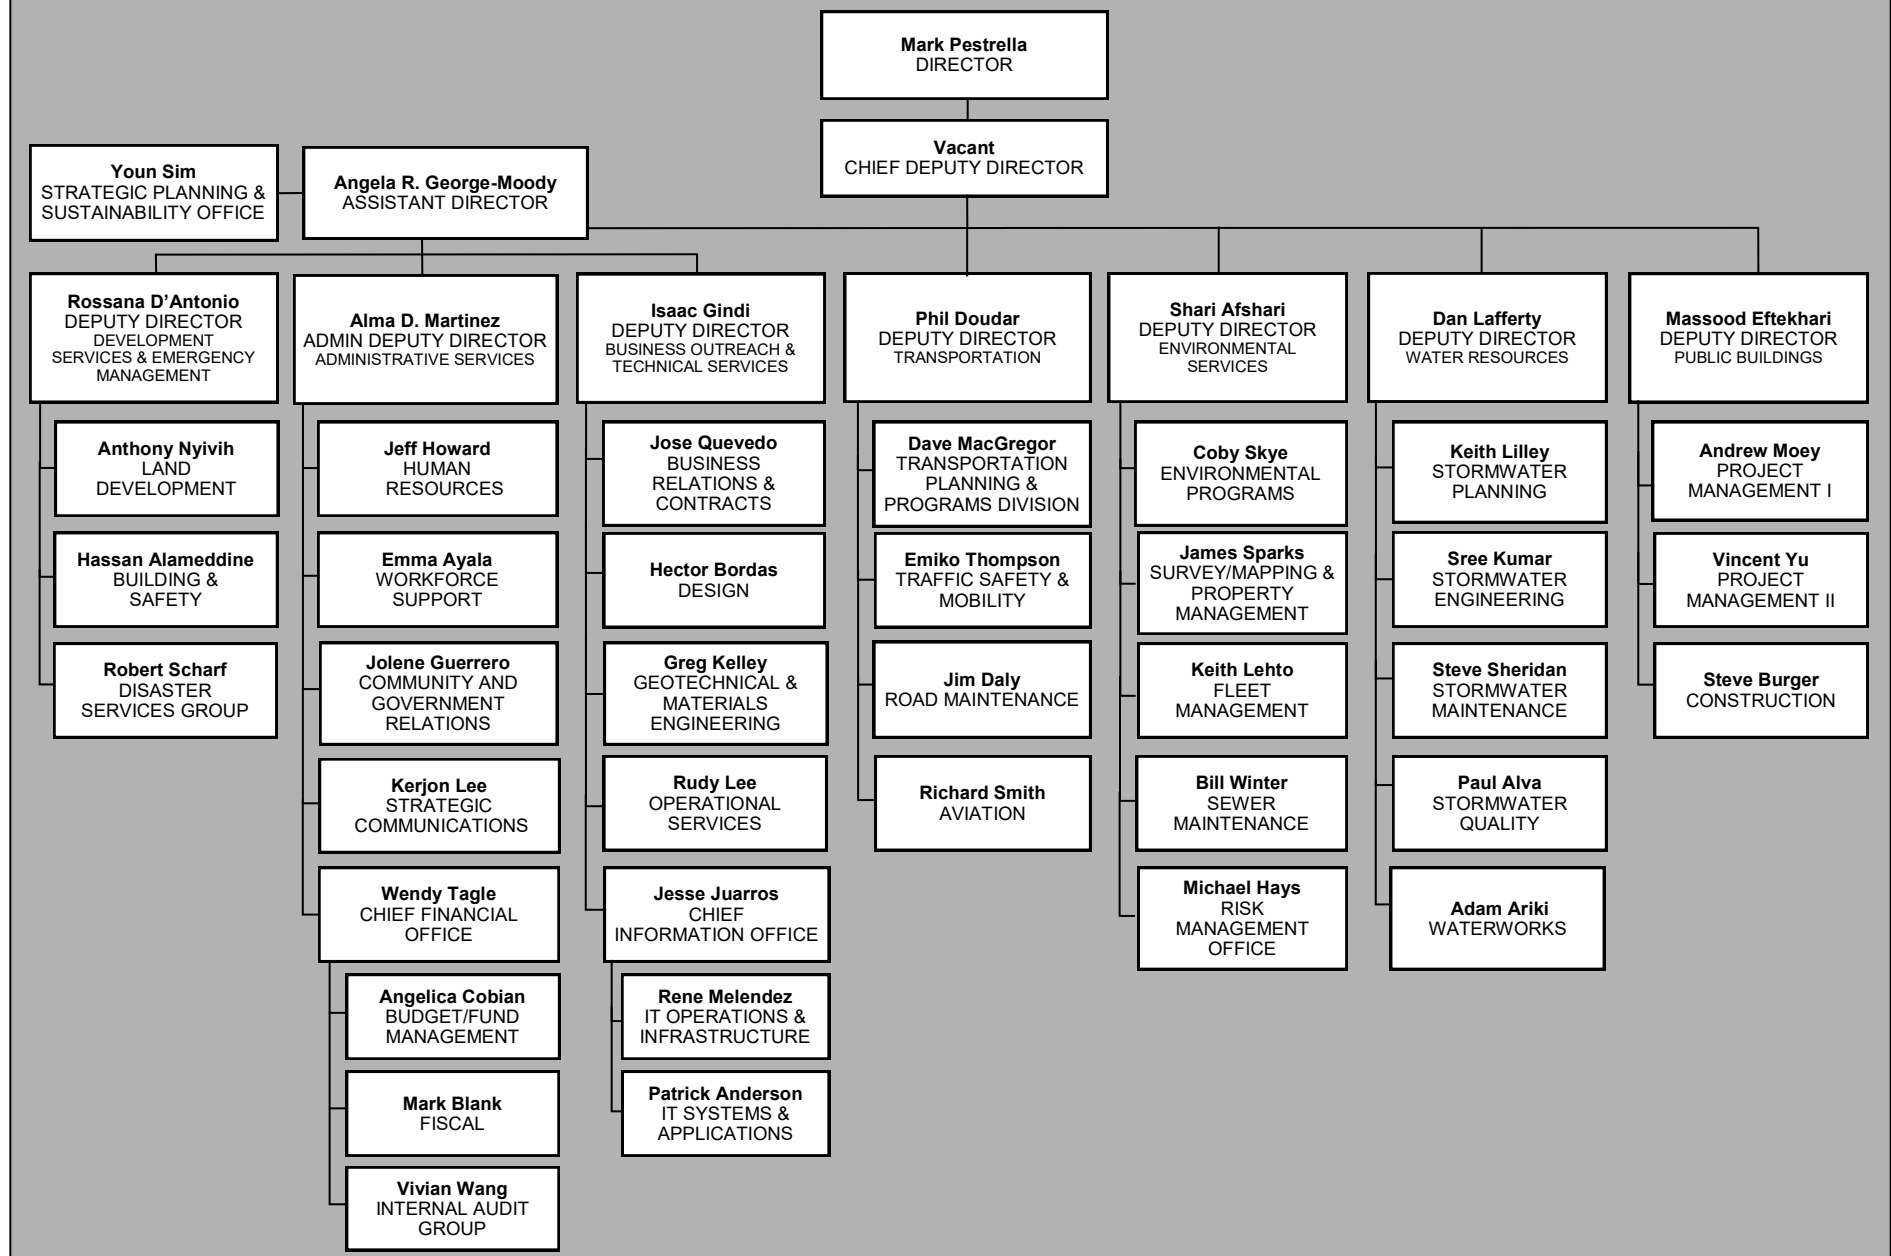 Mark Pestrella
DIRECTOR
Vacant
CHIEF DEPUTY DIRECTOR
Youn Sim
STRATEGIC PLANNING &
SUSTAINABILITY OFFICE
Angela R. George-Moody
ASSISTANT DIRECTOR
Rossana D’Antonio
DEPUTY DIRECTOR
DEVELOPMENT
SERVICES & EMERGENCY
MANAGEMENT
Anthony Nyivih
LAND
DEVELOPMENT
Hassan Alameddine
BUILDING &
SAFETY
Robert Scharf
DISASTER
SERVICES GROUP
Alma D. Martinez
ADMIN DEPUTY DIRECTOR
ADMINISTRATIVE SERVICES
Jeff Howard
HUMAN
RESOURCES
Emma Ayala
WORKFORCE
SUPPORT
Jolene Guerrero
COMMUNITY AND
GOVERNMENT
RELATIONS
Kerjon Lee
STRATEGIC
COMMUNICATIONS
Wendy Tagle
CHIEF FINANCIAL
OFFICE
Angelica Cobian
BUDGET/FUND
MANAGEMENT
Mark Blank
FISCAL
Vivian Wang
INTERNAL AUDIT
GROUP
Isaac Gindi
DEPUTY DIRECTOR
BUSINESS OUTREACH &
TECHNICAL SERVICES
Jose Quevedo
BUSINESS
RELATIONS &
CONTRACTS
Hector Bordas
DESIGN
Greg Kelley
GEOTECHNICAL &
MATERIALS
ENGINEERING
Rudy Lee
OPERATIONAL
SERVICES
Jesse Juarros
CHIEF
INFORMATION OFFICE
Rene Melendez
IT OPERATIONS &
INFRASTRUCTURE
Patrick Anderson
IT SYSTEMS &
APPLICATIONS
Phil Doudar
DEPUTY DIRECTOR
TRANSPORTATION
Dave MacGregor
TRANSPORTATION
PLANNING &
PROGRAMS DIVISION
Emiko Thompson
TRAFFIC SAFETY &
MOBILITY
Jim Daly
ROAD MAINTENANCE
Richard Smith
AVIATION
Shari Afshari
DEPUTY DIRECTOR
ENVIRONMENTAL
SERVICES
Coby Skye
ENVIRONMENTAL
PROGRAMS
James Sparks
SURVEY/MAPPING &
PROPERTY
MANAGEMENT
Keith Lehto
FLEET
MANAGEMENT
Bill Winter
SEWER
MAINTENANCE
Michael Hays
RISK
MANAGEMENT
OFFICE
Dan Lafferty
DEPUTY DIRECTOR
WATER RESOURCES
Keith Lilley
STORMWATER
PLANNING
Sree Kumar
STORMWATER
ENGINEERING
Steve Sheridan
STORMWATER
MAINTENANCE
Paul Alva
STORMWATER
QUALITY
Adam Ariki
WATERWORKS
Massood Eftekhari
DEPUTY DIRECTOR
PUBLIC BUILDINGS
Andrew Moey
PROJECT
MANAGEMENT I
Vincent Yu
PROJECT
MANAGEMENT II
Steve Burger
CONSTRUCTION